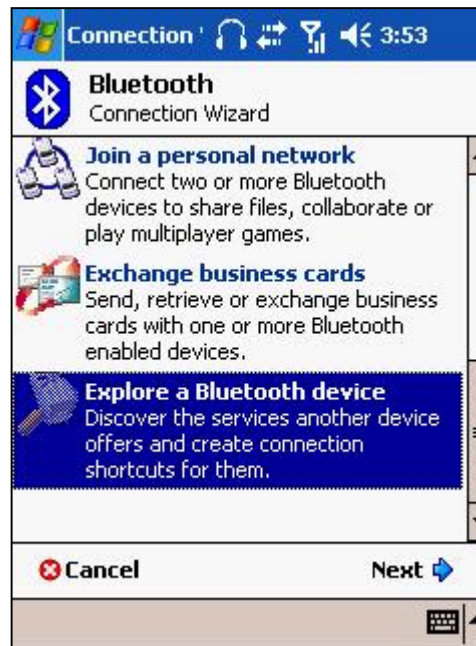 Connection ' 3:53
Bluetooth
Connection Wizard
Join a personal network
Connect two or more Bluetooth
devices to share files, collaborate or
play multiplayer games.
Exchange business cards
Send, retrieve or exchange business
cards with one or more Bluetooth
enabled devices.
Explore a Bluetooth device
Discover the services another device
offers and create connection
shortcuts for them.
Cancel Next